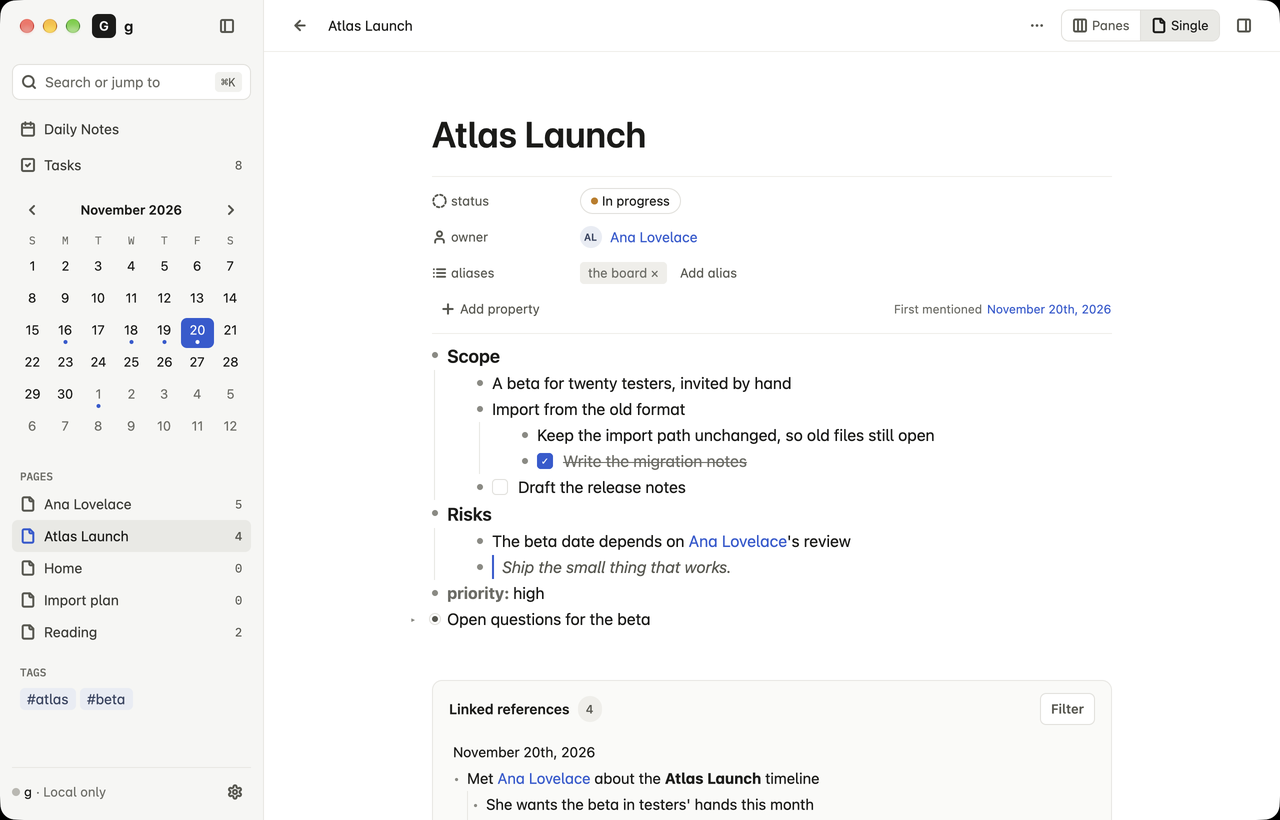 G g
Search or jump to ⌘K
Daily Notes
Tasks 8
November 2026
S M T W T F S
1 2 3 4 5 6 7
8 9 10 11 12 13 14
15 16 17 18 19 20 21
22 23 24 25 26 27 28
29 30 1 2 3 4 5
6 7 8 9 10 11 12
PAGES
Ana Lovelace 5
Atlas Launch 4
Home 0
Import plan 0
Reading 2
TAGS
#atlas #beta
g · Local only
Atlas Launch
Panes Single
Atlas Launch
status In progress
owner AL Ana Lovelace
aliases the board × Add alias
Add property First mentioned November 20th, 2026
Scope
A beta for twenty testers, invited by hand
Import from the old format
Keep the import path unchanged, so old files still open
Write the migration notes
Draft the release notes
Risks
The beta date depends on Ana Lovelace's review
Ship the small thing that works.
priority: high
Open questions for the beta
Linked references 4 Filter
November 20th, 2026
Met Ana Lovelace about the Atlas Launch timeline
She wants the beta in testers' hands this month